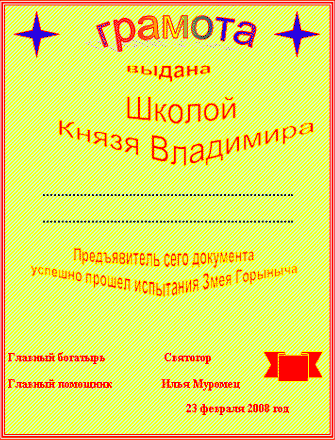 грамота
выдана
Школой
Князя Владимира
Предъявитель сего документа
успешно прошел испытания Змея Горыныча
Главный богатырь Святогор
Главный помощник Илья Муромец
23 февраля 2008 год